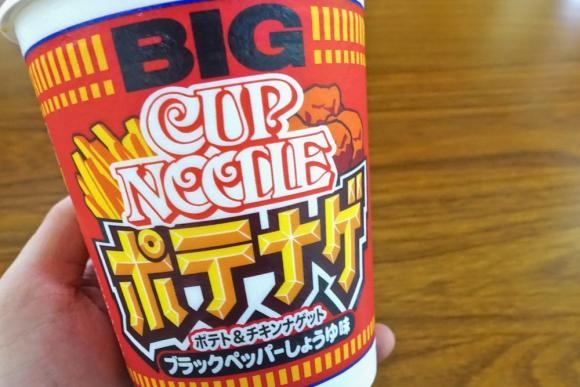 BIG
CUP
NOODLE
ポテナゲ
ポテト&チキンナゲット
ブラックペッパーしょうゆ味